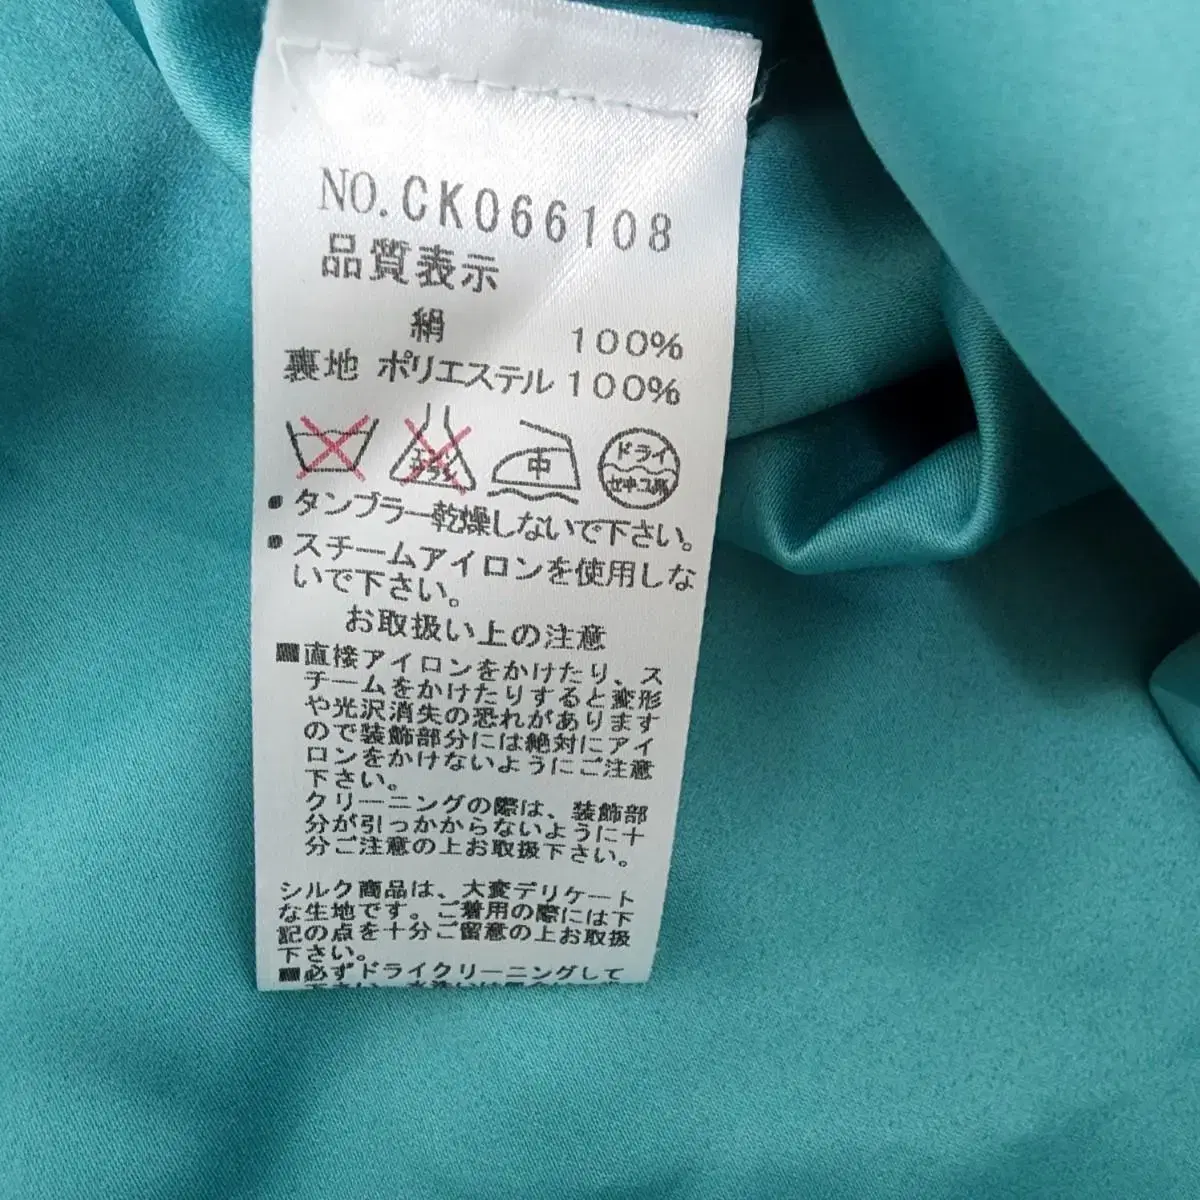 NO.CK066108
品質表示
絹 100%
裏地 ポリエステル 100%
エンソ サラシ 中 ドライ セキユ系
・タンブラー乾燥しないで下さい。
・スチームアイロンを使用しな
いで下さい。
お取扱い上の注意
■直接アイロンをかけたり、ス
チームをかけたりすると変形
や光沢消失の恐れがあります
ので装飾部分には絶対にアイ
ロンをかけないようにご注意
下さい。
クリーニングの際は、装飾部
分が引っかからないように十
分ご注意の上お取扱下さい。
シルク商品は、大変デリケート
な生地です。ご着用の際には下
記の点を十分ご留意の上お取扱
下さい。
■必ずドライクリーニングして